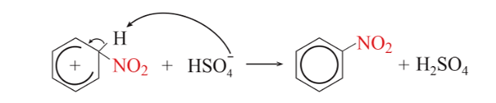 H
+ NO₂ + HSO₄⁻ ⟶ NO₂ + H₂SO₄